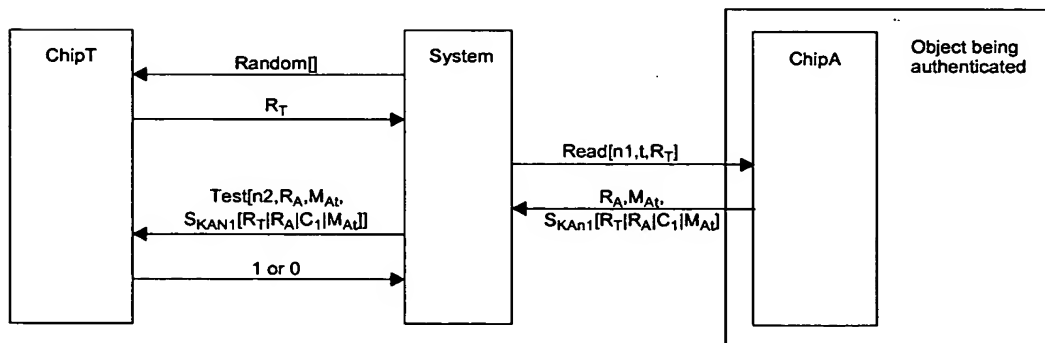 ChipT
System
ChipA
Object being
authenticated
Random[]
R_T
Read[n1,t,R_T]
Test[n2,R_A,M_At,
S_KAN1[R_T|R_A|C_1|M_At]]
R_A,M_At,
S_KAn1[R_T|R_A|C_1|M_At]
1 or 0